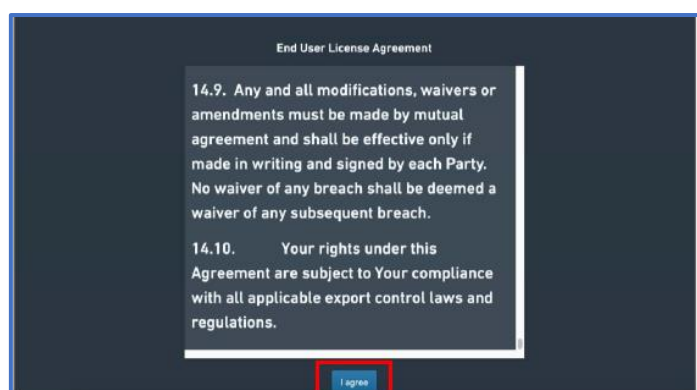 End User License Agreement
14.9. Any and all modifications, waivers or
amendments must be made by mutual
agreement and shall be effective only if
made in writing and signed by each Party.
No waiver of any breach shall be deemed a
waiver of any subsequent breach.
14.10. Your rights under this
Agreement are subject to Your compliance
with all applicable export control laws and
regulations.
I agree